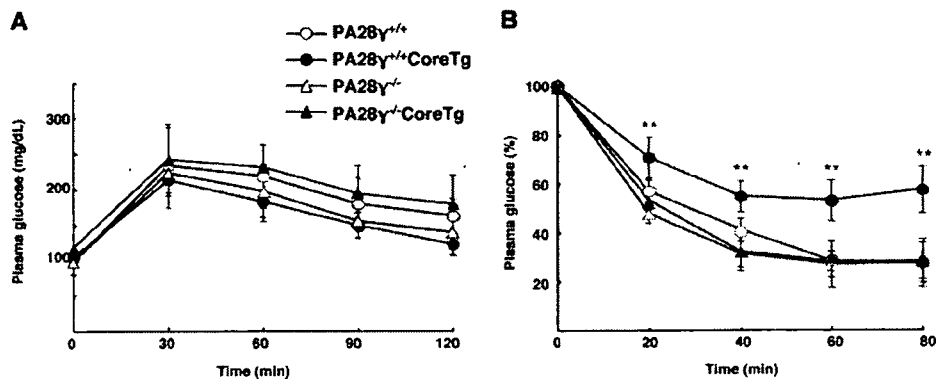 A
PA28γ+/+
PA28γ+/+CoreTg
PA28γ-/-
PA28γ-/-CoreTg
Plasma glucose (mg/dL)
300
200
100
0
30
60
90
120
Time (min)
B
Plasma glucose (%)
100
80
60
40
20
**
**
**
**
0
20
40
60
80
Time (min)